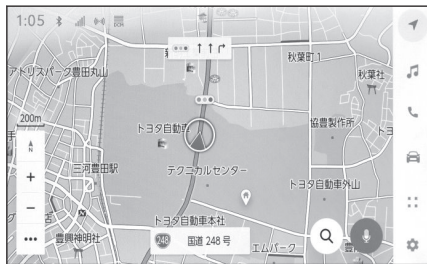 1:05
DCM
秋葉町1
アドリスパーク豊田丸山
秋葉社
200m
トヨタ自動車
協豊製作所
トヨ
N
三河豊田駅
テクニカルセンター
トヨタ自動車外山
トヨタ自動車本社
豊興神明社
248
国道 248 号
エムパーク
豊